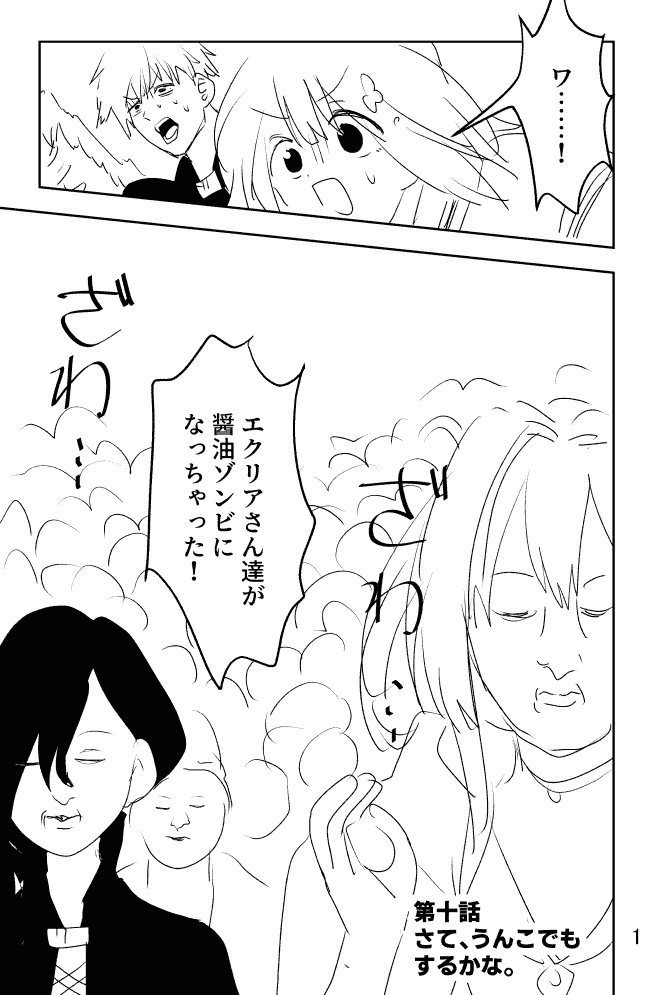 ワ……！
エクリアさん達が
醤油ゾンビに
なっちゃった！
ざわ…
ざわ…
第十話
さて、うんこでも
するかな。
1